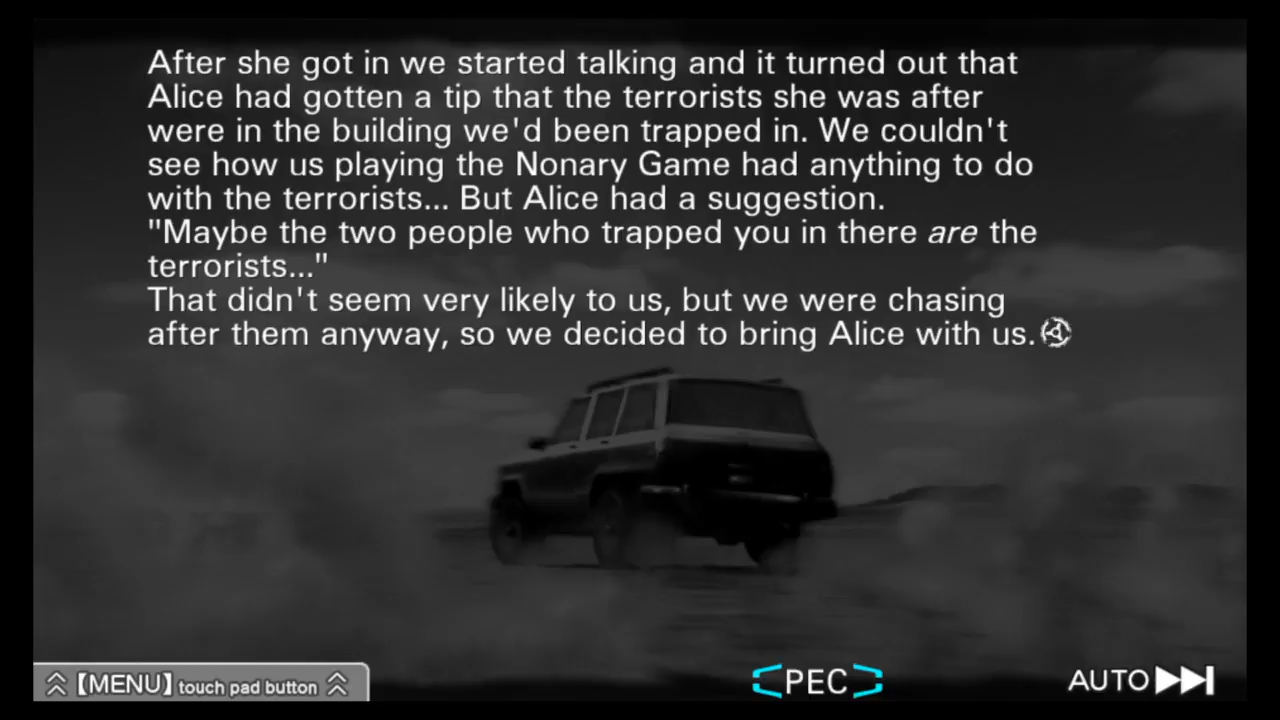 After she got in we started talking and it turned out that
Alice had gotten a tip that the terrorists she was after
were in the building we'd been trapped in. We couldn't
see how us playing the Nonary Game had anything to do
with the terrorists... But Alice had a suggestion.
"Maybe the two people who trapped you in there are the
terrorists..."
That didn't seem very likely to us, but we were chasing
after them anyway, so we decided to bring Alice with us.
【MENU】 touch pad button
PEC
AUTO